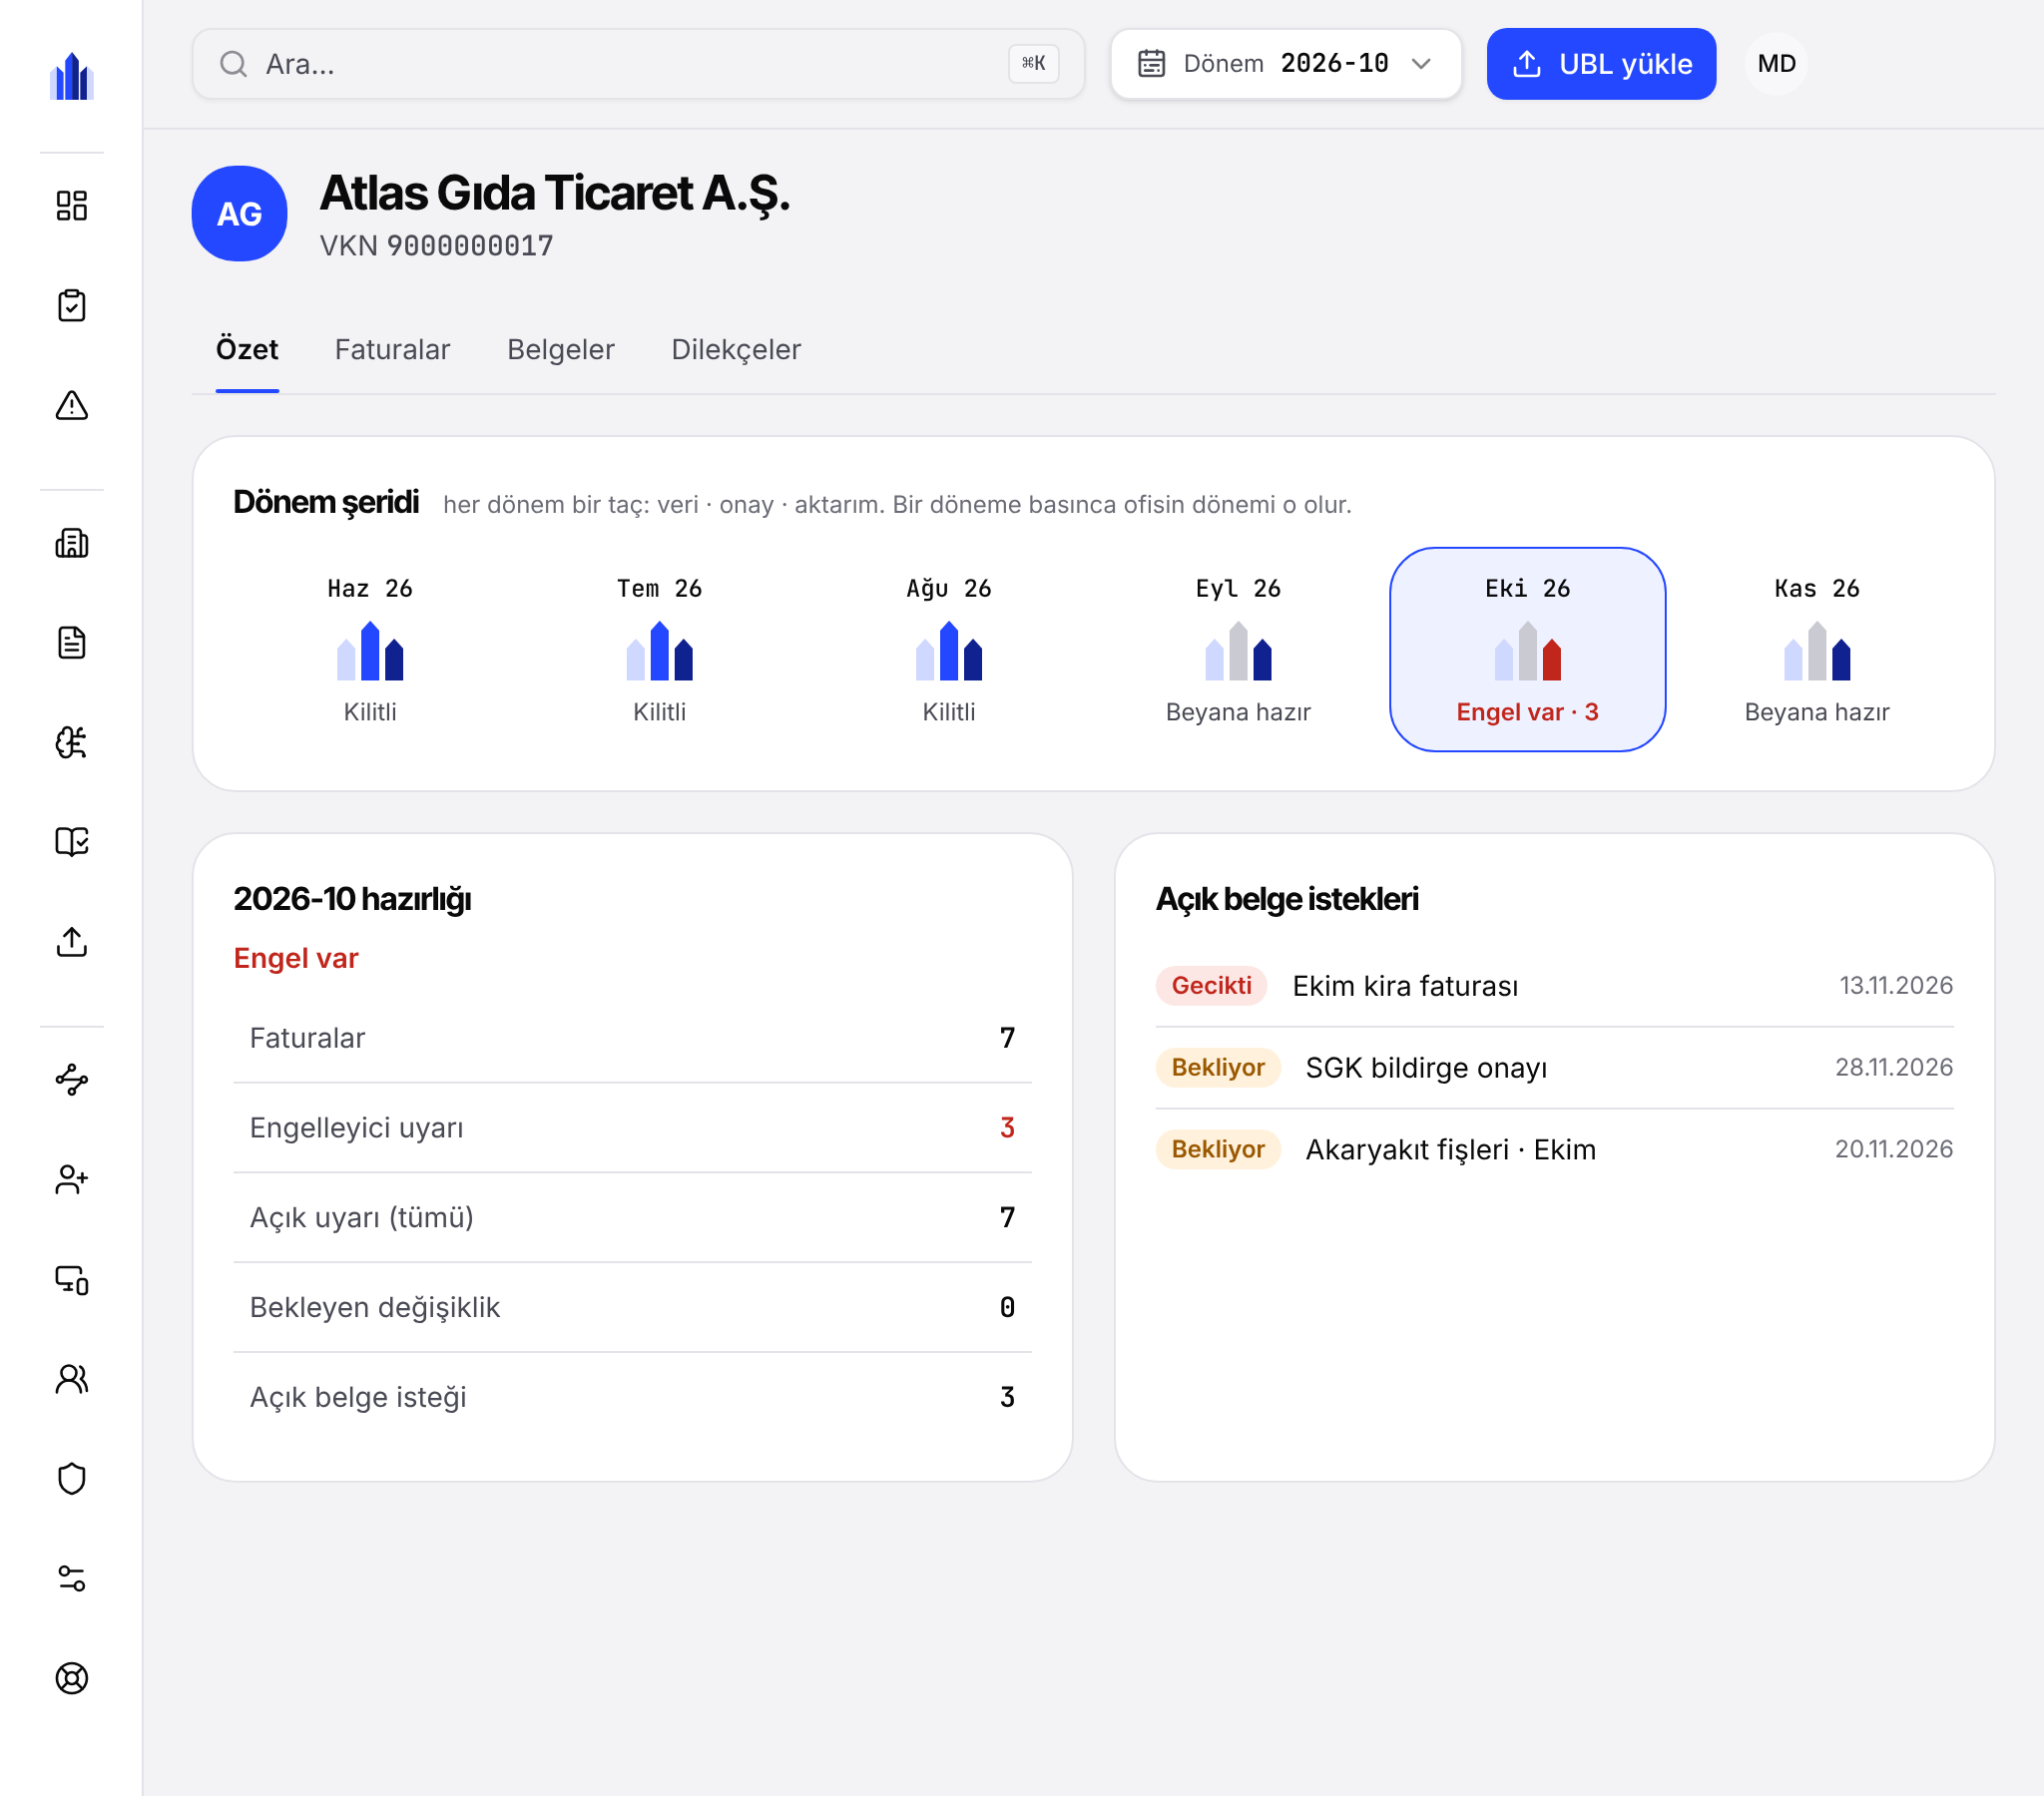 Ara... ⌘K Dönem 2026-10 UBL yükle MD
AG
Atlas Gıda Ticaret A.Ş.
VKN 9000000017
Özet Faturalar Belgeler Dilekçeler
Dönem şeridi her dönem bir taç: veri · onay · aktarım. Bir döneme basınca ofisin dönemi o olur.
Haz 26 Tem 26 Ağu 26 Eyl 26 Eki 26 Kas 26
Kilitli Kilitli Kilitli Beyana hazır Engel var · 3 Beyana hazır
2026-10 hazırlığı
Engel var
Faturalar 7
Engelleyici uyarı 3
Açık uyarı (tümü) 7
Bekleyen değişiklik 0
Açık belge isteği 3
Açık belge istekleri
Gecikti Ekim kira faturası 13.11.2026
Bekliyor SGK bildirge onayı 28.11.2026
Bekliyor Akaryakıt fişleri · Ekim 20.11.2026